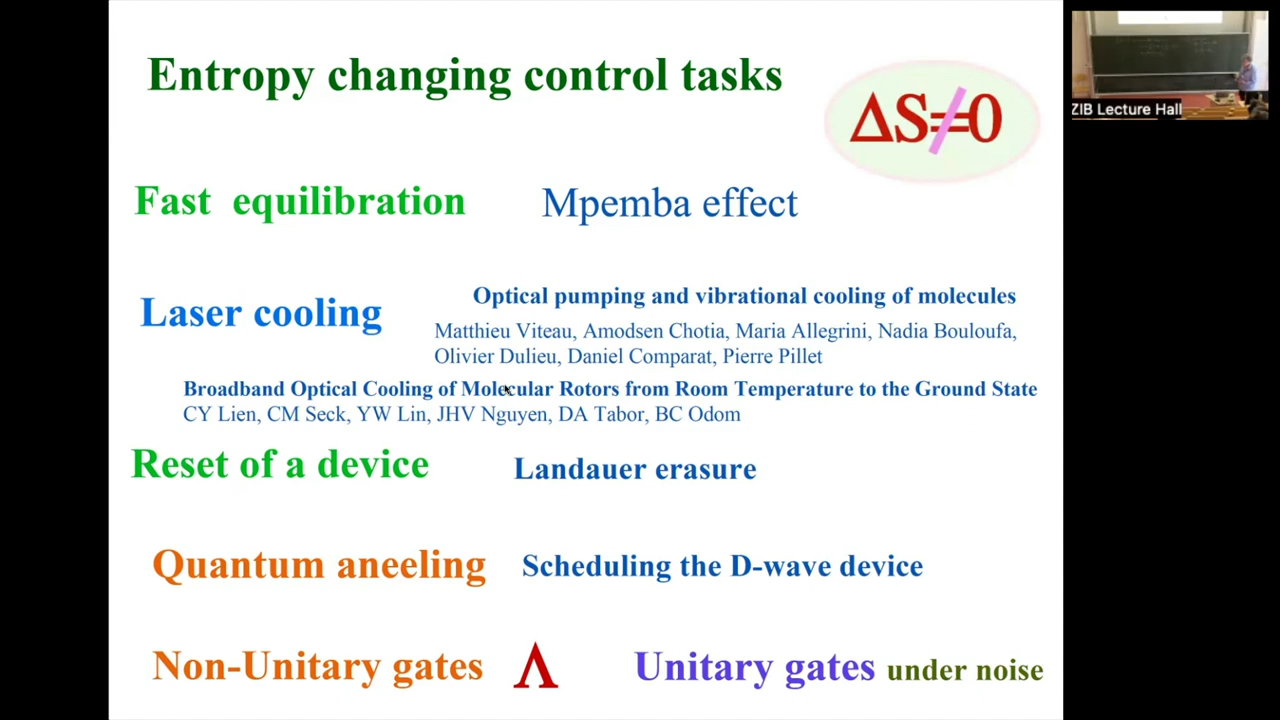 Entropy changing control tasks
ΔS≠0
Fast equilibration
Mpemba effect
Laser cooling
Optical pumping and vibrational cooling of molecules
Matthieu Viteau, Amodsen Chotia, Maria Allegrini, Nadia Bouloufa,
Olivier Dulieu, Daniel Comparat, Pierre Pillet
Broadband Optical Cooling of Molecular Rotors from Room Temperature to the Ground State
CY Lien, CM Seck, YW Lin, JHV Nguyen, DA Tabor, BC Odom
Reset of a device
Landauer erasure
Quantum aneeling
Scheduling the D-wave device
Non-Unitary gates Λ
Unitary gates under noise
ZIB Lecture Hall